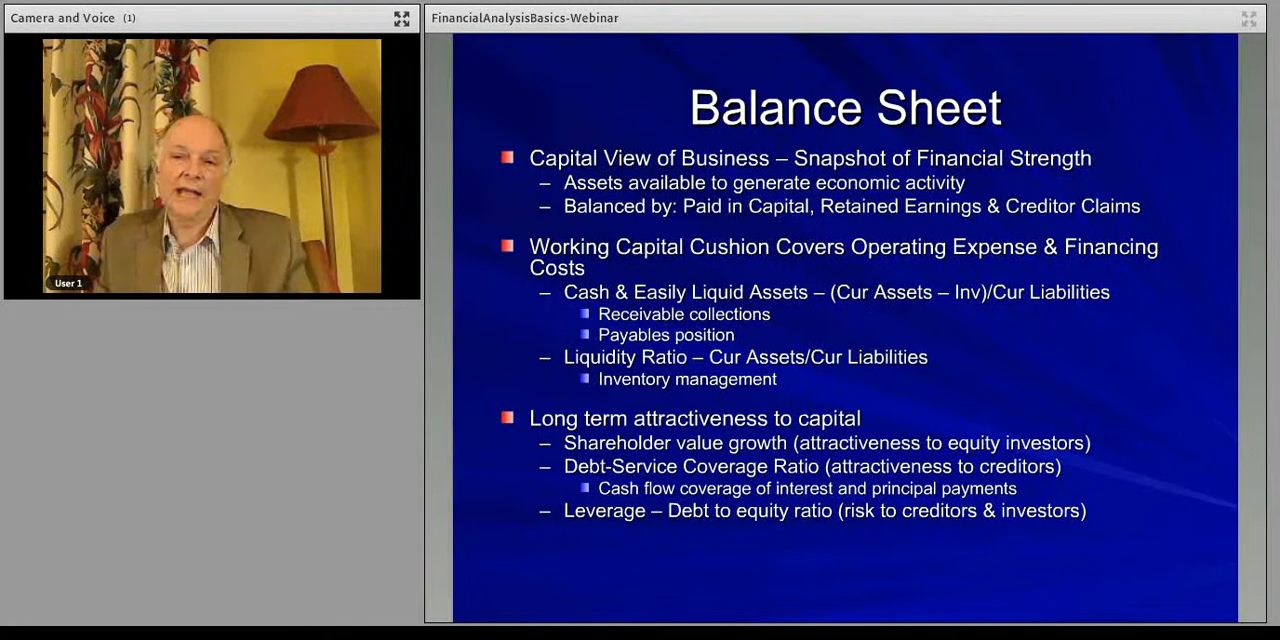 Camera and Voice (1)
User 1
FinancialAnalysisBasics-Webinar
Balance Sheet
Capital View of Business – Snapshot of Financial Strength
– Assets available to generate economic activity
– Balanced by: Paid in Capital, Retained Earnings & Creditor Claims
Working Capital Cushion Covers Operating Expense & Financing
Costs
– Cash & Easily Liquid Assets – (Cur Assets – Inv)/Cur Liabilities
Receivable collections
Payables position
– Liquidity Ratio – Cur Assets/Cur Liabilities
Inventory management
Long term attractiveness to capital
– Shareholder value growth (attractiveness to equity investors)
– Debt-Service Coverage Ratio (attractiveness to creditors)
Cash flow coverage of interest and principal payments
– Leverage – Debt to equity ratio (risk to creditors & investors)